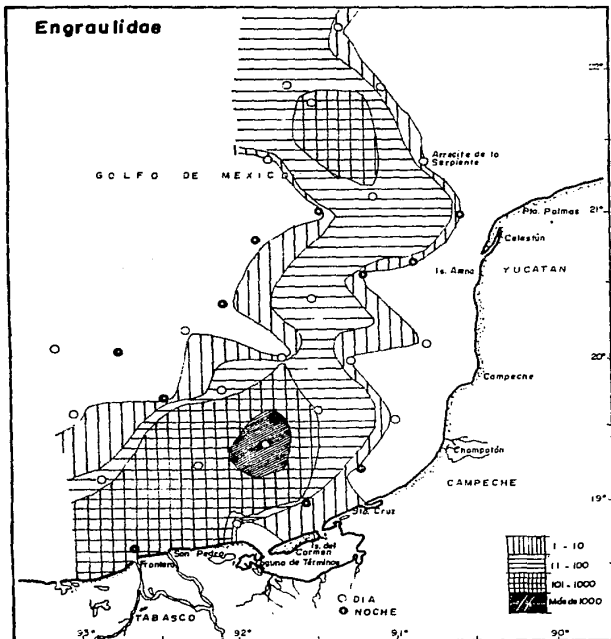 Engraulidae
Arrecife de la
Serpiente
GOLFO DE MEXIC
Pta. Palmas
21°
Celestún
Is. Arena
YUCATAN
20°
Campeche
Champotón
CAMPECHE
19°
Sta. Cruz
Is. del
Carmen
San Pedro
Laguna de Términos
Frontera
1 - 10
11 - 100
101 - 1000
Más de 1000
DIA
NOCHE
TABASCO
93°
92°
91°
90°